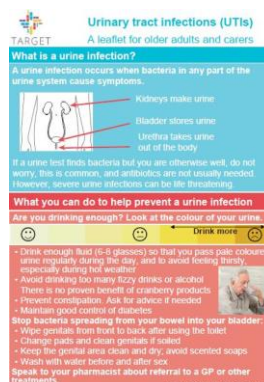 Urinary tract infections (UTIs)
TARGET
A leaflet for older adults and carers
What is a urine infection?
A urine infection occurs when bacteria in any part of the
urine system cause symptoms.
Kidneys make urine
Bladder stores urine
Urethra takes urine
out of the body
If a urine test finds bacteria but you are otherwise well, do not
worry, this is common, and antibiotics are not usually needed.
However, severe urine infections can be life threatening.
What you can do to help prevent a urine infection
Are you drinking enough? Look at the colour of your urine.
Drink more
- Drink enough fluid (6-8 glasses) so that you pass pale coloured
urine regularly during the day, and to avoid feeling thirsty,
especially during hot weather
- Avoid drinking too many fizzy drinks or alcohol
There is no proven benefit of cranberry products
- Prevent constipation. Ask for advice if needed
- Maintain good control of diabetes
Stop bacteria spreading from your bowel into your bladder:
- Wipe genitals from front to back after using the toilet
- Change pads and clean genitals if soiled
- Keep the genital area clean and dry; avoid scented soaps
- Wash with water before and after sex
Speak to your pharmacist about referral to a GP or other
treatments